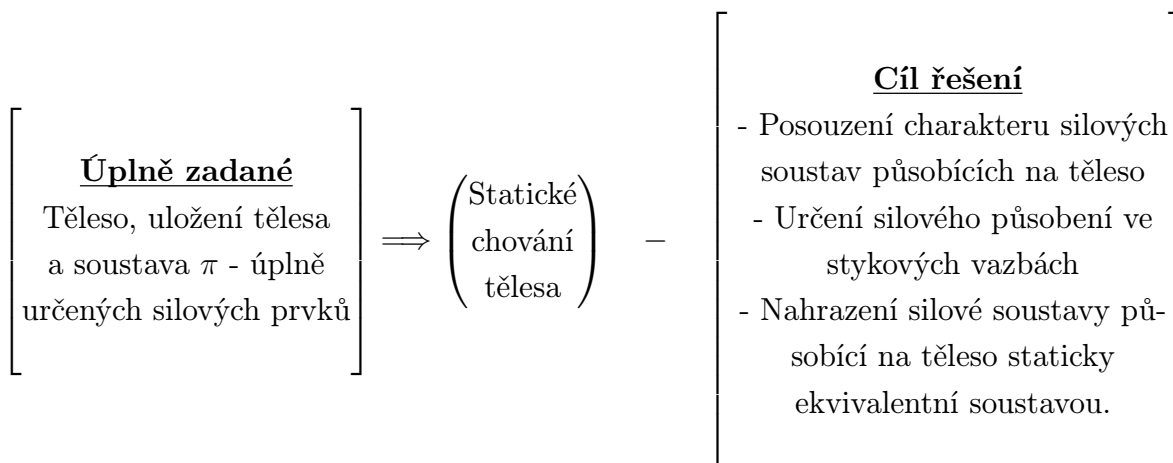 Úplně zadané
Těleso, uložení tělesa
a soustava π - úplně
určených silových prvků
⟹
Statické
chování
tělesa
−
Cíl řešení
- Posouzení charakteru silových
soustav působících na těleso
- Určení silového působení ve
stykových vazbách
- Nahrazení silové soustavy pů-
sobící na těleso staticky
ekvivalentní soustavou.